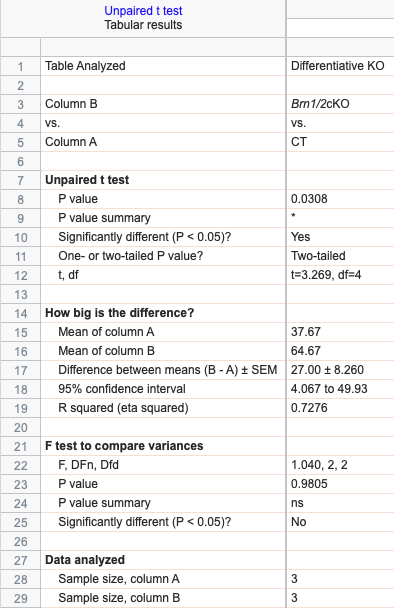 Unpaired t test
Tabular results
1 Table Analyzed Differentiative KO
2
3 Column B Brn1/2cKO
4 vs. vs.
5 Column A CT
6
7 Unpaired t test
8 P value 0.0308
9 P value summary *
10 Significantly different (P < 0.05)? Yes
11 One- or two-tailed P value? Two-tailed
12 t, df t=3.269, df=4
13
14 How big is the difference?
15 Mean of column A 37.67
16 Mean of column B 64.67
17 Difference between means (B - A) ± SEM 27.00 ± 8.260
18 95% confidence interval 4.067 to 49.93
19 R squared (eta squared) 0.7276
20
21 F test to compare variances
22 F, DFn, Dfd 1.040, 2, 2
23 P value 0.9805
24 P value summary ns
25 Significantly different (P < 0.05)? No
26
27 Data analyzed
28 Sample size, column A 3
29 Sample size, column B 3